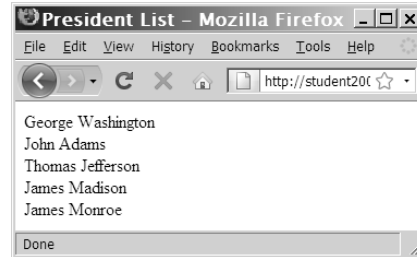 President List - Mozilla Firefox
File Edit View History Bookmarks Tools Help
http://student200
George Washington
John Adams
Thomas Jefferson
James Madison
James Monroe
Done